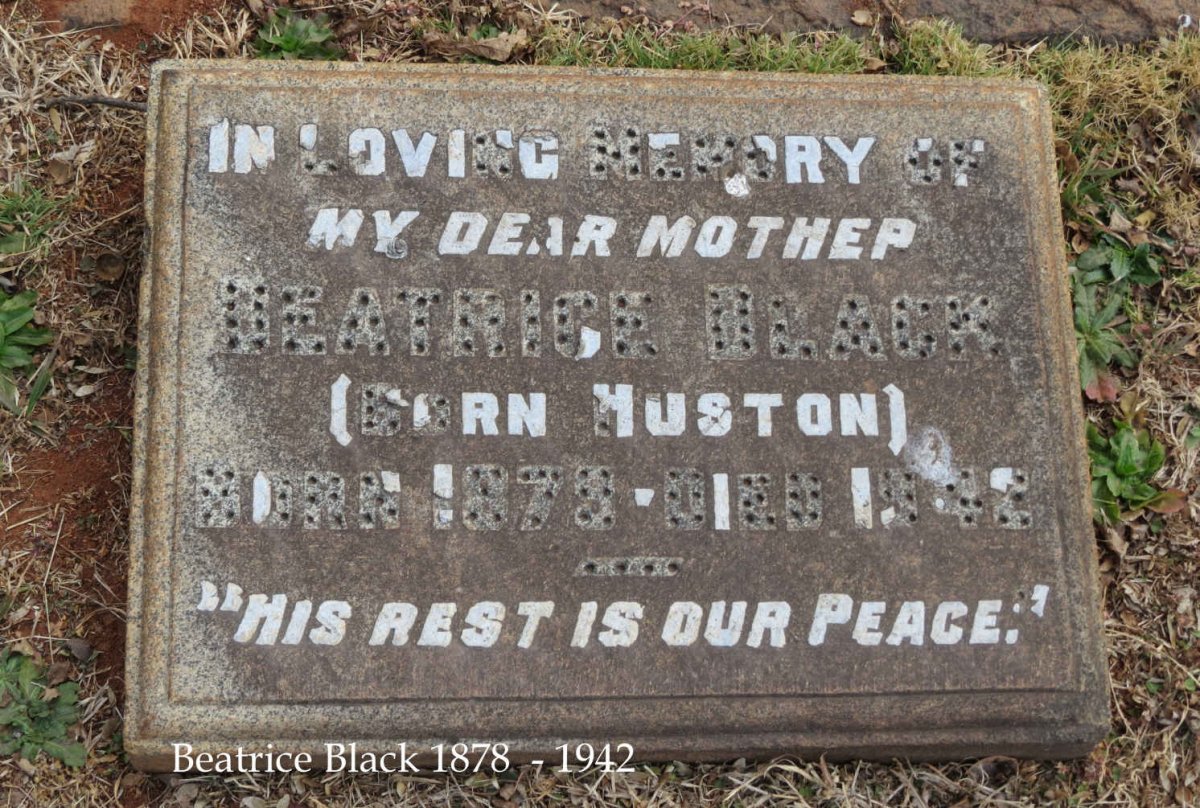 IN LOVING MEMORY OF
MY DEAR MOTHER
BEATRICE BLACK
(BORN HUSTON)
BORN 1878 - DIED 1942
"HIS REST IS OUR PEACE."
Beatrice Black 1878 - 1942